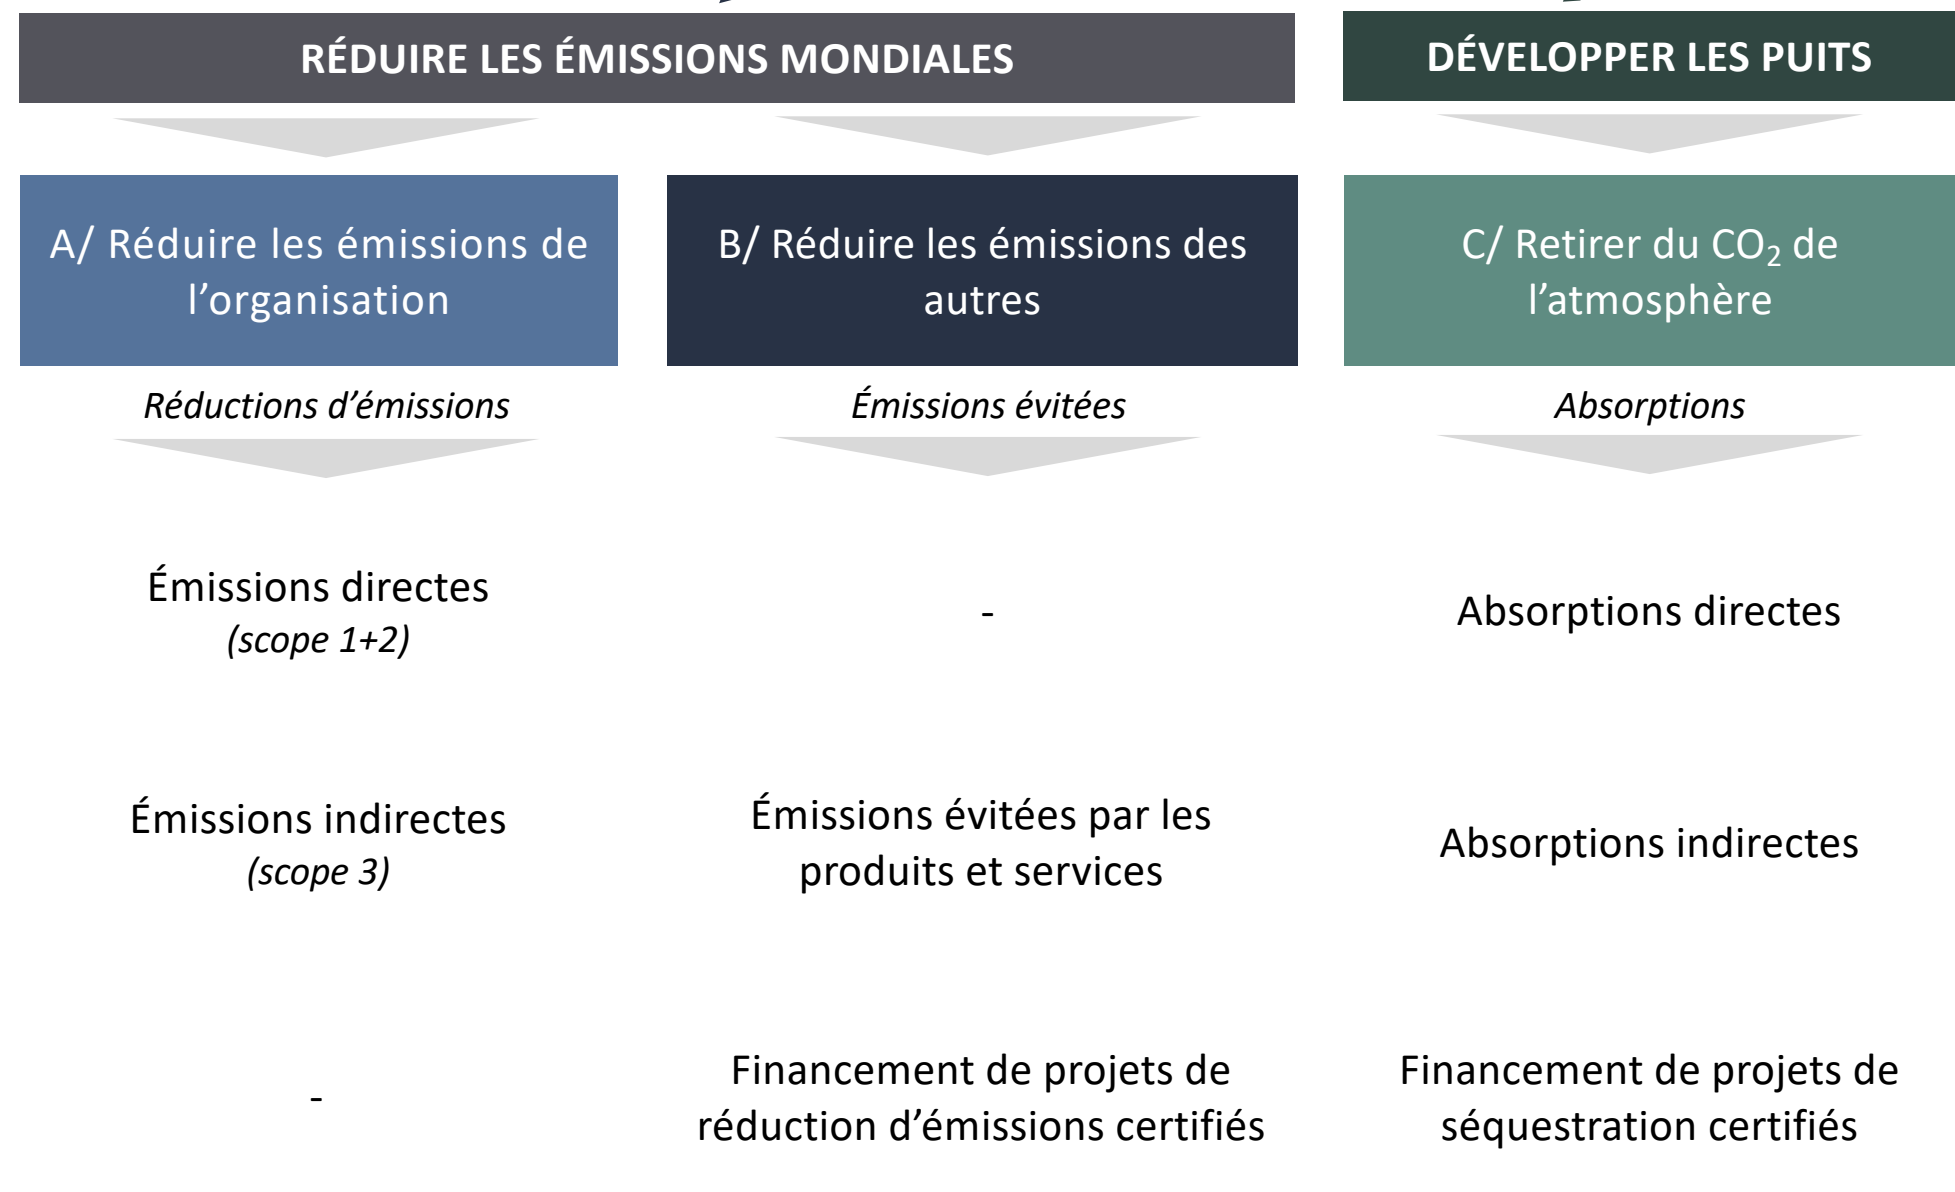 RÉDUIRE LES ÉMISSIONS MONDIALES
DÉVELOPPER LES PUITS
A/ Réduire les émissions de
l’organisation
B/ Réduire les émissions des
autres
C/ Retirer du CO₂ de
l’atmosphère
Réductions d’émissions
Émissions évitées
Absorptions
Émissions directes
(scope 1+2)
-
Absorptions directes
Émissions indirectes
(scope 3)
Émissions évitées par les
produits et services
Absorptions indirectes
-
Financement de projets de
réduction d’émissions certifiés
Financement de projets de
séquestration certifiés